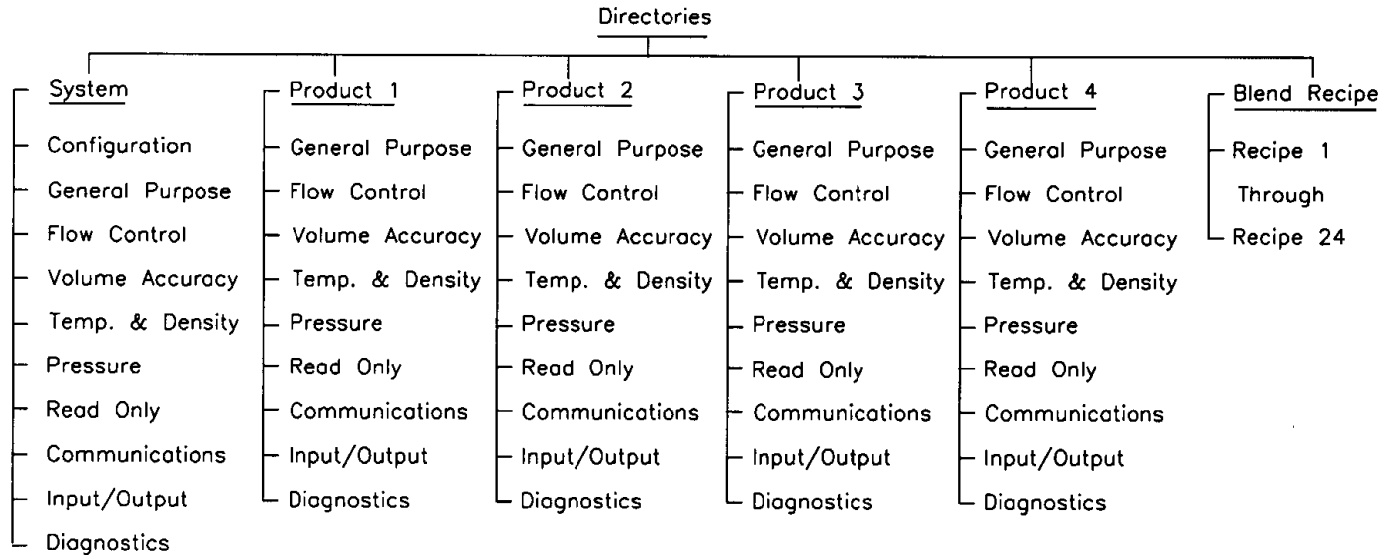 Directories
System
Configuration
General Purpose
Flow Control
Volume Accuracy
Temp. & Density
Pressure
Read Only
Communications
Input/Output
Diagnostics
Product 1
General Purpose
Flow Control
Volume Accuracy
Temp. & Density
Pressure
Read Only
Communications
Input/Output
Diagnostics
Product 2
General Purpose
Flow Control
Volume Accuracy
Temp. & Density
Pressure
Read Only
Communications
Input/Output
Diagnostics
Product 3
General Purpose
Flow Control
Volume Accuracy
Temp. & Density
Pressure
Read Only
Communications
Input/Output
Diagnostics
Product 4
General Purpose
Flow Control
Volume Accuracy
Temp. & Density
Pressure
Read Only
Communications
Input/Output
Diagnostics
Blend Recipe
Recipe 1
Through
Recipe 24